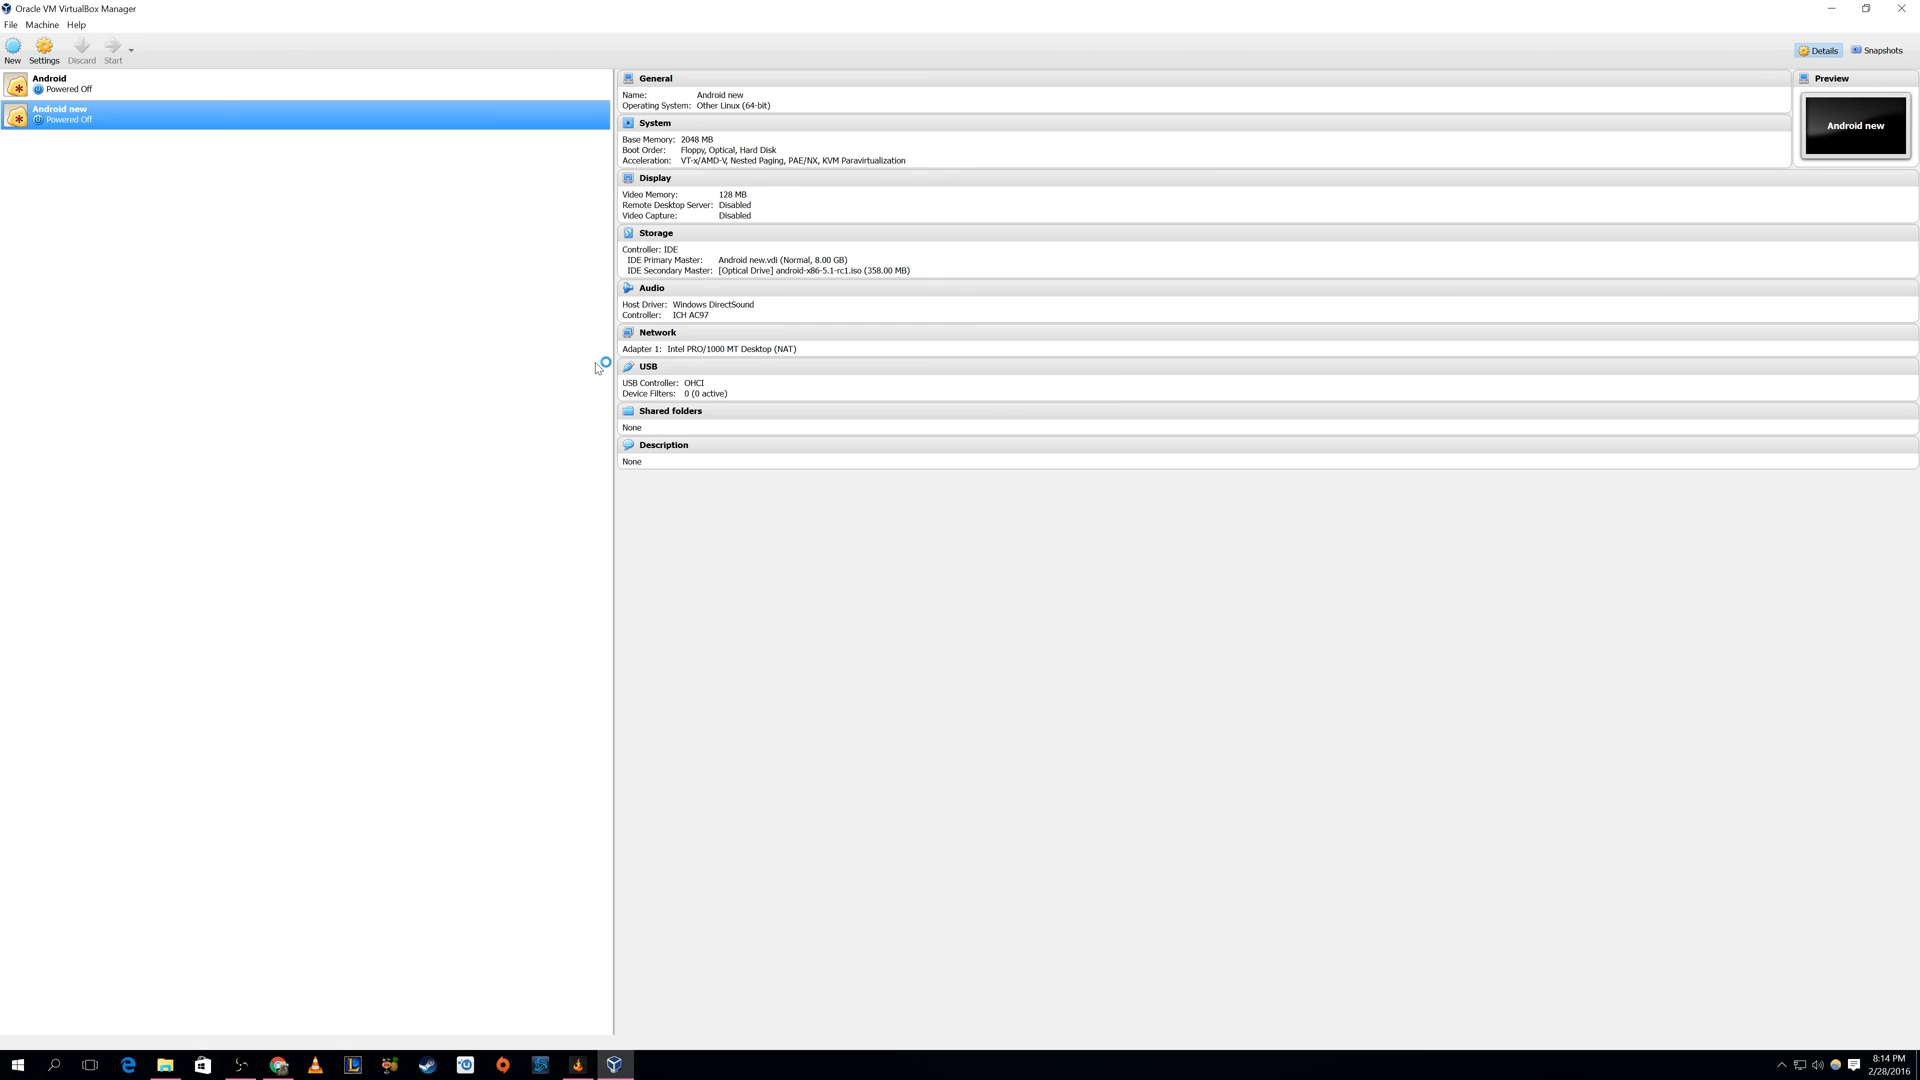 Oracle VM VirtualBox Manager
File Machine Help
New Settings Discard Start
Details Snapshots
Android
Powered Off
Android new
Powered Off
General
Name: Android new
Operating System: Other Linux (64-bit)
System
Base Memory: 2048 MB
Boot Order: Floppy, Optical, Hard Disk
Acceleration: VT-x/AMD-V, Nested Paging, PAE/NX, KVM Paravirtualization
Display
Video Memory: 128 MB
Remote Desktop Server: Disabled
Video Capture: Disabled
Storage
Controller: IDE
IDE Primary Master: Android new.vdi (Normal, 8.00 GB)
IDE Secondary Master: [Optical Drive] android-x86-5.1-rc1.iso (358.00 MB)
Audio
Host Driver: Windows DirectSound
Controller: ICH AC97
Network
Adapter 1: Intel PRO/1000 MT Desktop (NAT)
USB
USB Controller: OHCI
Device Filters: 0 (0 active)
Shared folders
None
Description
None
Preview
Android new
8:14 PM
2/28/2016